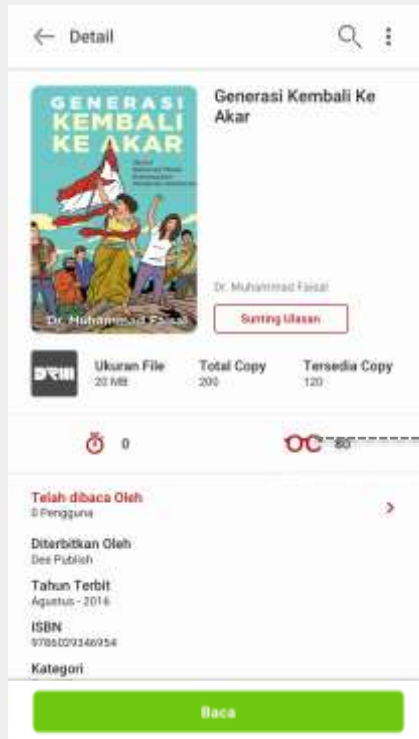 Detail
GENERASI
KEMBALI
KE AKAR
Dr. Muhammad Faisal
Generasi Kembali Ke
Akar
Dr. Muhammad Faisal
Sunting Ulasan
DRM
Ukuran File
20 MB
Total Copy
200
Tersedia Copy
120
0
80
Telah dibaca Oleh
0 Pengguna
Diterbitkan Oleh
Dee Publish
Tahun Terbit
Agustus - 2016
ISBN
9786029346954
Kategori
Baca